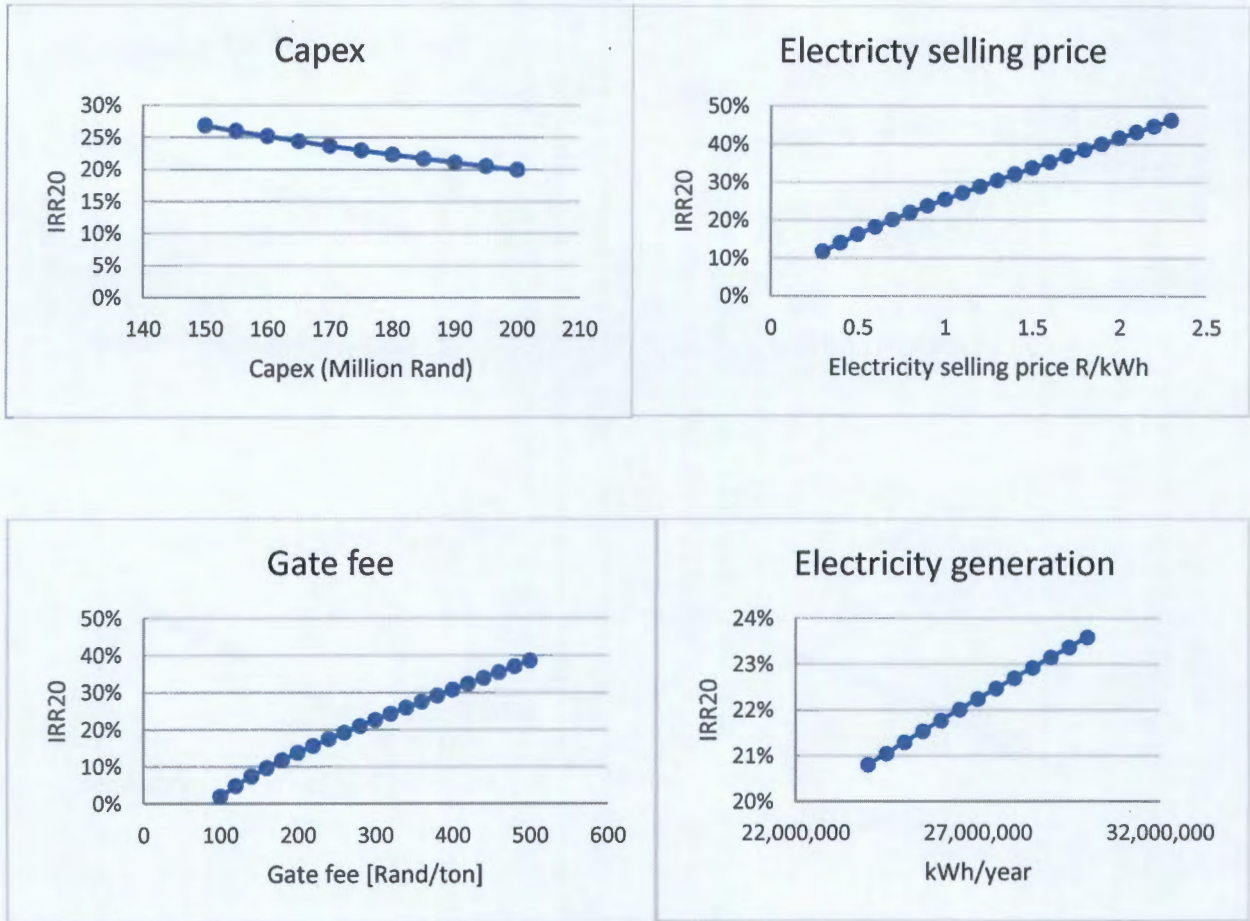 Capex
30%
25%
20%
15%
10%
5%
0%
IRR20
140 150 160 170 180 190 200 210
Capex (Million Rand)
Electricty selling price
50%
40%
30%
20%
10%
0%
IRR20
0 0.5 1 1.5 2 2.5
Electricity selling price R/kWh
Gate fee
50%
40%
30%
20%
10%
0%
IRR20
0 100 200 300 400 500 600
Gate fee [Rand/ton]
Electricity generation
24%
23%
22%
21%
20%
IRR20
22,0000,000 27,0000,000 32,0000,000
kWh/year